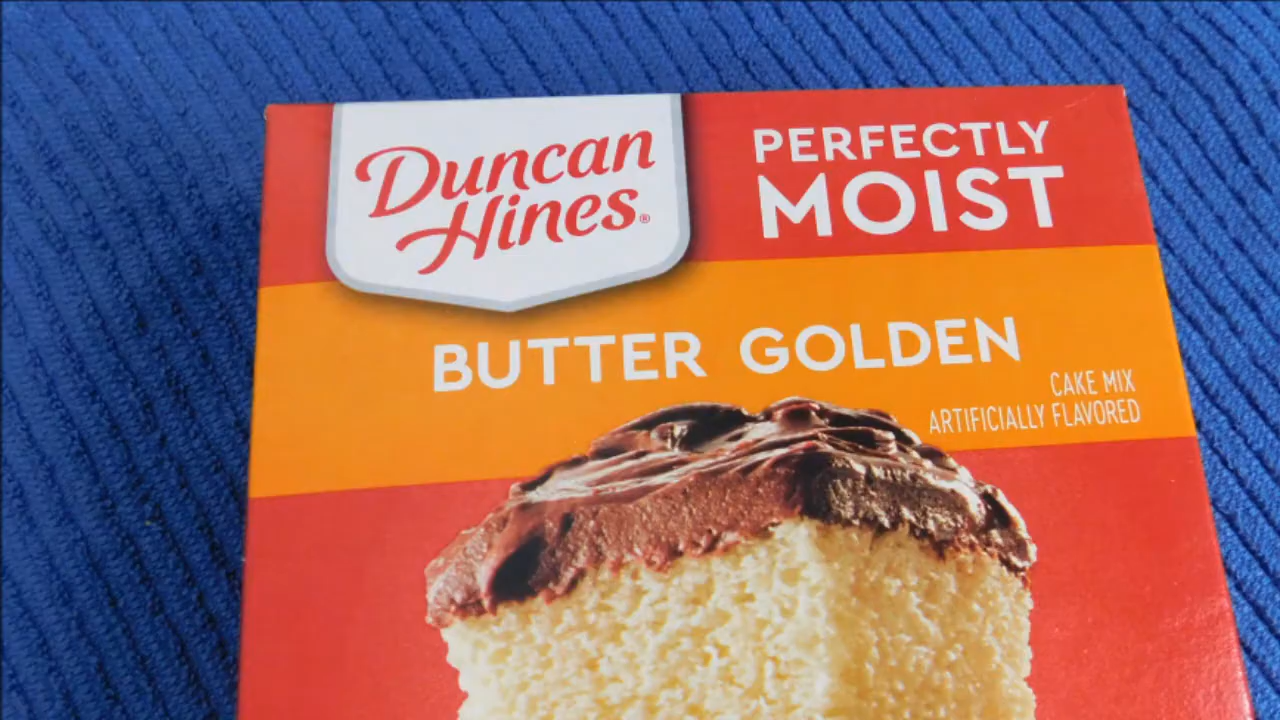 Duncan
Hines®
PERFECTLY
MOIST
BUTTER GOLDEN
CAKE MIX
ARTIFICIALLY FLAVORED